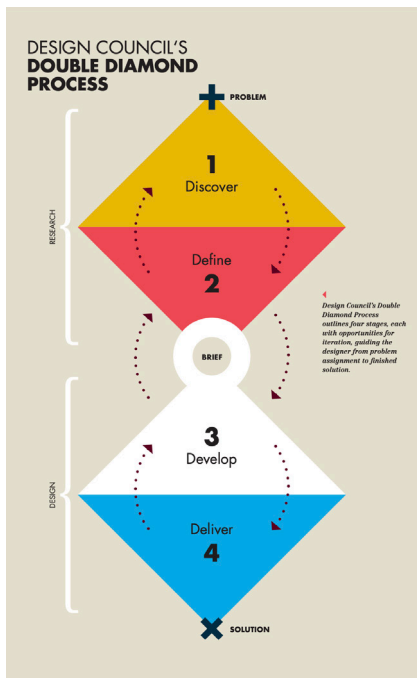 DESIGN COUNCIL'S
DOUBLE DIAMOND
PROCESS
PROBLEM
1
Discover
RESEARCH
Define
2
Design Council's Double
Diamond Process
outlines four stages, each
with opportunities for
iteration, guiding the
designer from problem
assignment to finished
solution.
BRIEF
3
Develop
DESIGN
Deliver
4
SOLUTION